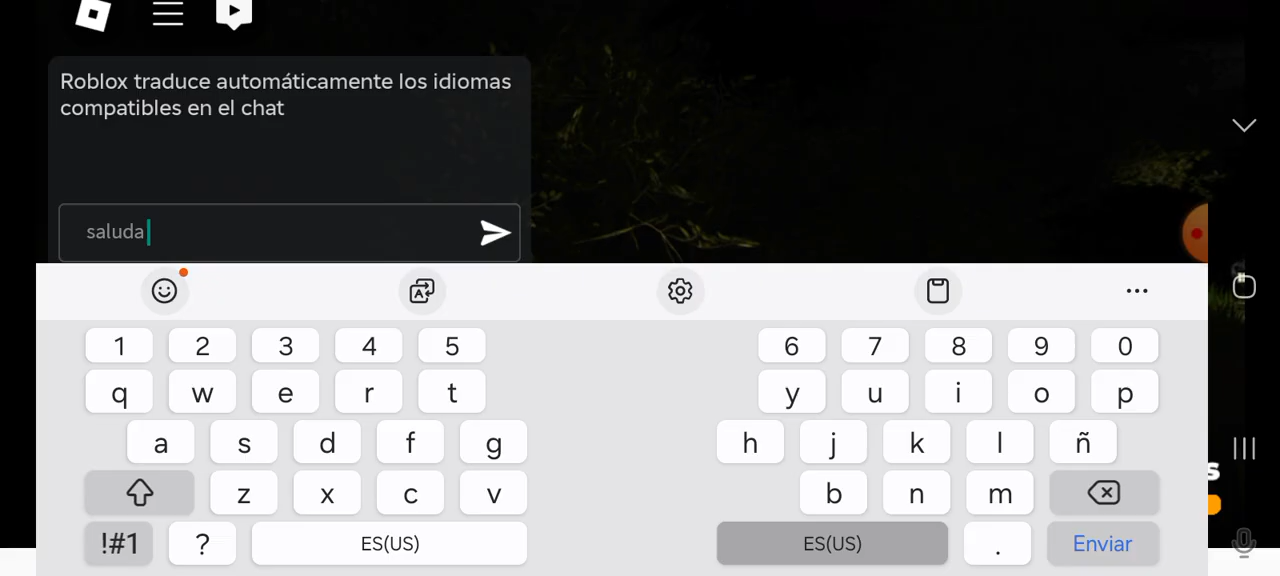 Roblox traduce automáticamente los idiomas
compatibles en el chat
saluda
1 2 3 4 5 6 7 8 9 0
q w e r t y u i o p
a s d f g h j k l ñ
z x c v b n m
!#1 ? ES(US) ES(US) . Enviar
s